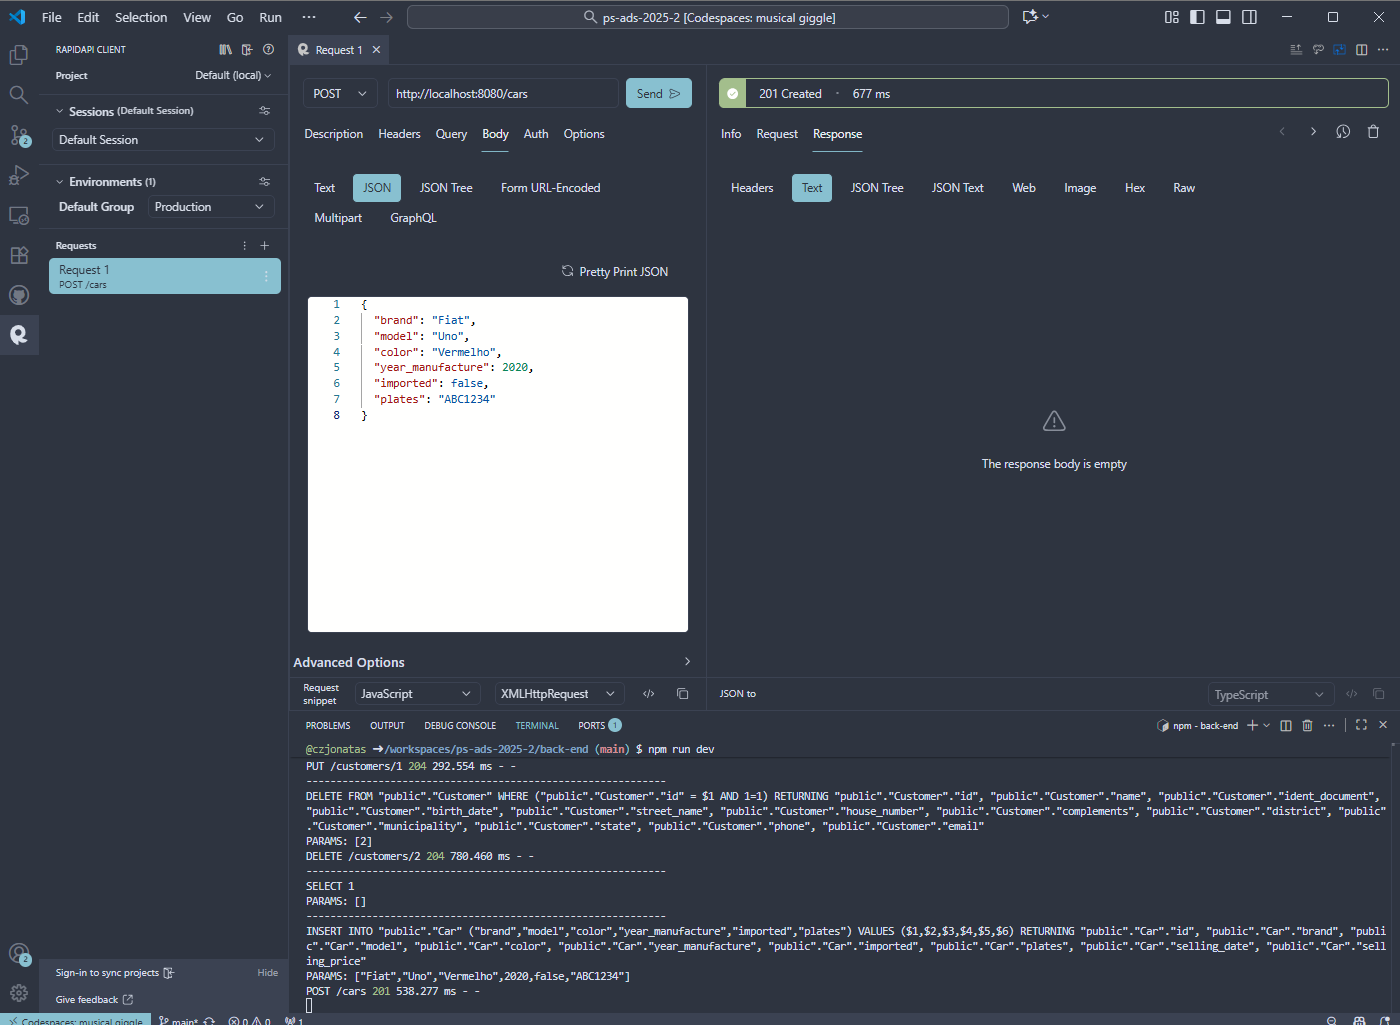 File Edit Selection View Go Run ··· ps-ads-2025-2 [Codespaces: musical giggle]
RAPIDAPI CLIENT
Project Default (local)
Sessions (Default Session)
Default Session
Environments (1)
Default Group Production
Requests
Request 1
POST /cars
Sign-in to sync projects Hide
Give feedback
Request 1
POST http://localhost:8080/cars Send
Description Headers Query Body Auth Options
Text JSON JSON Tree Form URL-Encoded
Multipart GraphQL
Pretty Print JSON
1 {
2 "brand": "Fiat",
3 "model": "Uno",
4 "color": "Vermelho",
5 "year_manufacture": 2020,
6 "imported": false,
7 "plates": "ABC1234"
8 }
Advanced Options
Request snippet JavaScript XMLHttpRequest
201 Created · 677 ms
Info Request Response
Headers Text JSON Tree JSON Text Web Image Hex Raw
The response body is empty
JSON to TypeScript
PROBLEMS OUTPUT DEBUG CONSOLE TERMINAL PORTS 1 npm - back-end
@czjonatas ➜/workspaces/ps-ads-2025-2/back-end (main) $ npm run dev
PUT /customers/1 204 292.554 ms - -
------------------------------------------------------------
DELETE FROM "public"."Customer" WHERE ("public"."Customer"."id" = $1 AND 1=1) RETURNING "public"."Customer"."id", "public"."Customer"."name", "public"."Customer"."ident_document",
"public"."Customer"."birth_date", "public"."Customer"."street_name", "public"."Customer"."house_number", "public"."Customer"."complements", "public"."Customer"."district", "public"
."Customer"."municipality", "public"."Customer"."state", "public"."Customer"."phone", "public"."Customer"."email"
PARAMS: [2]
DELETE /customers/2 204 780.460 ms - -
------------------------------------------------------------
SELECT 1
PARAMS: []
------------------------------------------------------------
INSERT INTO "public"."Car" ("brand","model","color","year_manufacture","imported","plates") VALUES ($1,$2,$3,$4,$5,$6) RETURNING "public"."Car"."id", "public"."Car"."brand", "publi
c"."Car"."model", "public"."Car"."color", "public"."Car"."year_manufacture", "public"."Car"."imported", "public"."Car"."plates", "public"."Car"."selling_date", "public"."Car"."sell
ing_price"
PARAMS: ["Fiat","Uno","Vermelho",2020,false,"ABC1234"]
POST /cars 201 538.277 ms - -
2
2
Codespaces: musical giggle main* 0 0 1